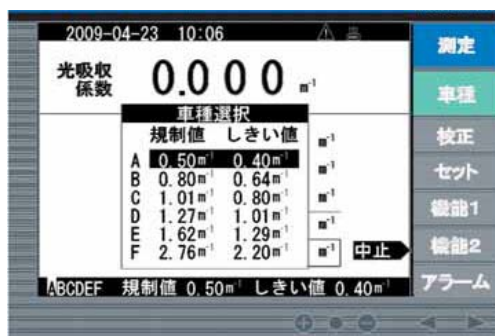 2009-04-23 10:06
測定
光吸収
係数 0.000 m⁻¹
車種
車種選択
規制値 しきい値 m⁻¹
校正
A 0.50m⁻¹ 0.40m⁻¹ m⁻¹
B 0.80m⁻¹ 0.64m⁻¹
セット
C 1.01m⁻¹ 0.80m⁻¹ m⁻¹
D 1.27m⁻¹ 1.01m⁻¹
機能1
E 1.62m⁻¹ 1.29m⁻¹ m⁻¹
F 2.76m⁻¹ 2.20m⁻¹ m⁻¹ 中止
機能2
ABCDEF 規制値 0.50m⁻¹ しきい値 0.40m⁻¹
アラーム